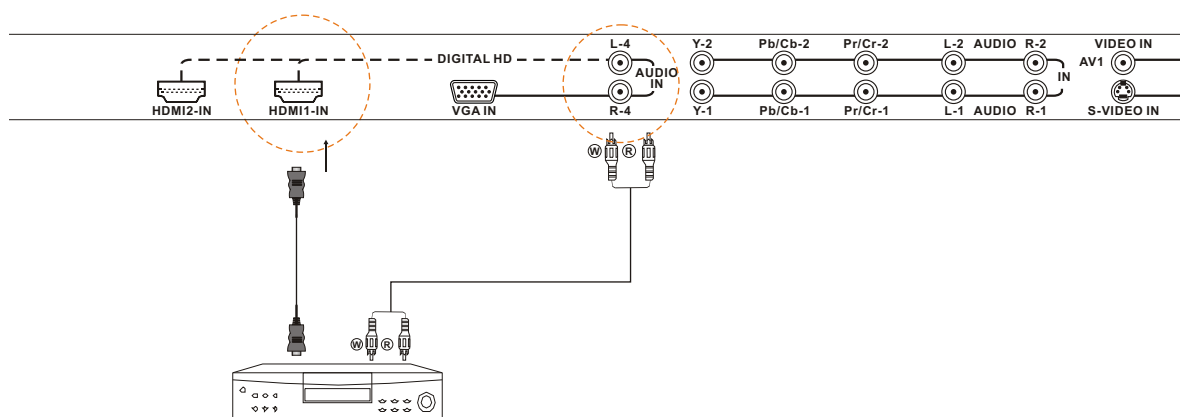 L-4 Y-2 Pb/Cb-2 Pr/Cr-2 L-2 AUDIO R-2 VIDEO IN
DIGITAL HD AUDIO IN IN AV1
HDMI2-IN HDMI1-IN VGA IN R-4 Y-1 Pb/Cb-1 Pr/Cr-1 L-1 AUDIO R-1 S-VIDEO IN
W R
W R